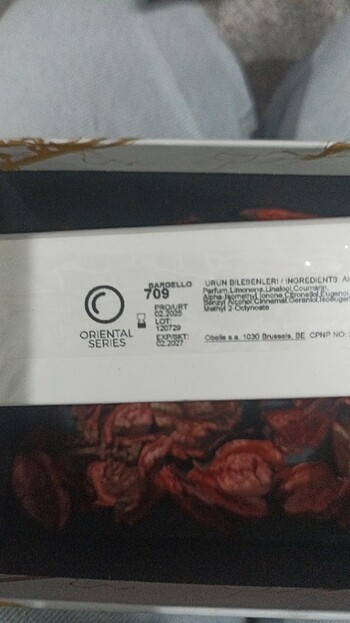 ORIENTAL
SERIES
BARGELLO
709
PRO/URT
02.2025
LOT:
120729
EXP/SKT:
02.2027
ÜRÜN BİLEŞENLERİ / INGREDIENTS:
Parfum, Limonene, Linalool, Coumarin,
Alpha-Isomethyl Ionone, Citronellol, Eugenol
Benzyl Alcohol, Cinnamal, Geraniol, Isoeugen
Methyl 2-Octynoate
Obelis s.a. 1030 Brussels, BE CPNP NO: